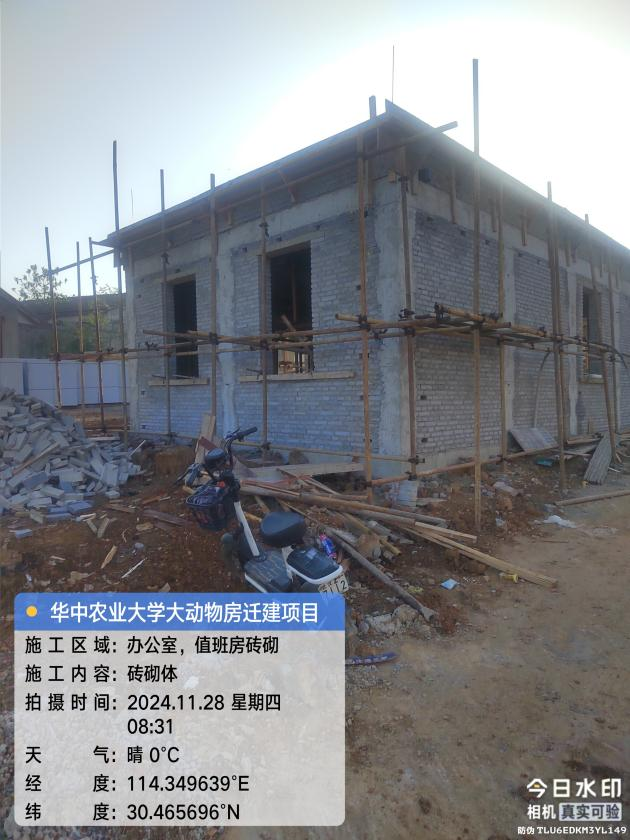 华中农业大学大动物房迁建项目
施工区域：办公室，值班房砖砌
施工内容：砖砌体
拍摄时间：2024.11.28 星期四
08:31
天气：晴 0°C
经度：114.349639°E
纬度：30.465696°N
今日水印
相机 真实可验
防伪 TLU6EDKM3YL149